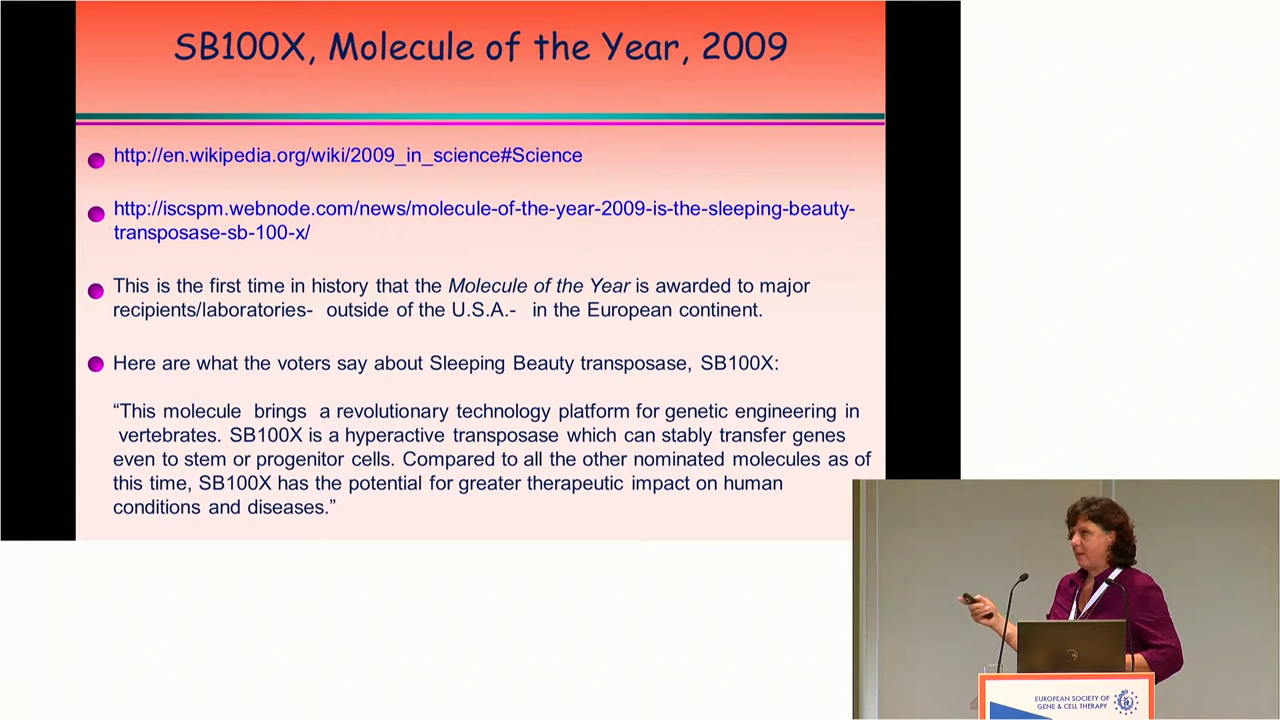 SB100X, Molecule of the Year, 2009
http://en.wikipedia.org/wiki/2009_in_science#Science
http://iscspm.webnode.com/news/molecule-of-the-year-2009-is-the-sleeping-beauty-
transposase-sb-100-x/
This is the first time in history that the Molecule of the Year is awarded to major
recipients/laboratories- outside of the U.S.A.- in the European continent.
Here are what the voters say about Sleeping Beauty transposase, SB100X:
“This molecule brings a revolutionary technology platform for genetic engineering in
vertebrates. SB100X is a hyperactive transposase which can stably transfer genes
even to stem or progenitor cells. Compared to all the other nominated molecules as of
this time, SB100X has the potential for greater therapeutic impact on human
conditions and diseases.”
EUROPEAN SOCIETY OF
GENE & CELL THERAPY